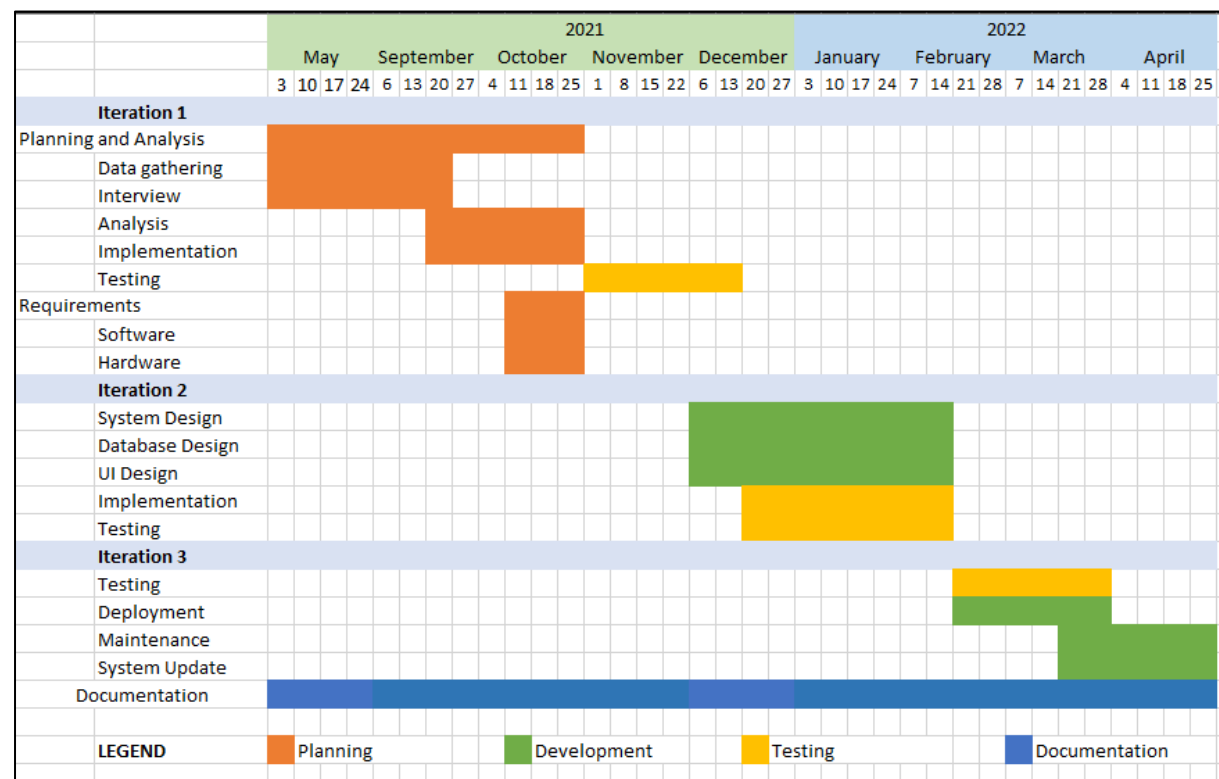 2021 2022
May September October November December January February March April
3 10 17 24 6 13 20 27 4 11 18 25 1 8 15 22 6 13 20 27 3 10 17 24 7 14 21 28 7 14 21 28 4 11 18 25
Iteration 1
Planning and Analysis
Data gathering
Interview
Analysis
Implementation
Testing
Requirements
Software
Hardware
Iteration 2
System Design
Database Design
UI Design
Implementation
Testing
Iteration 3
Testing
Deployment
Maintenance
System Update
Documentation
LEGEND Planning Development Testing Documentation